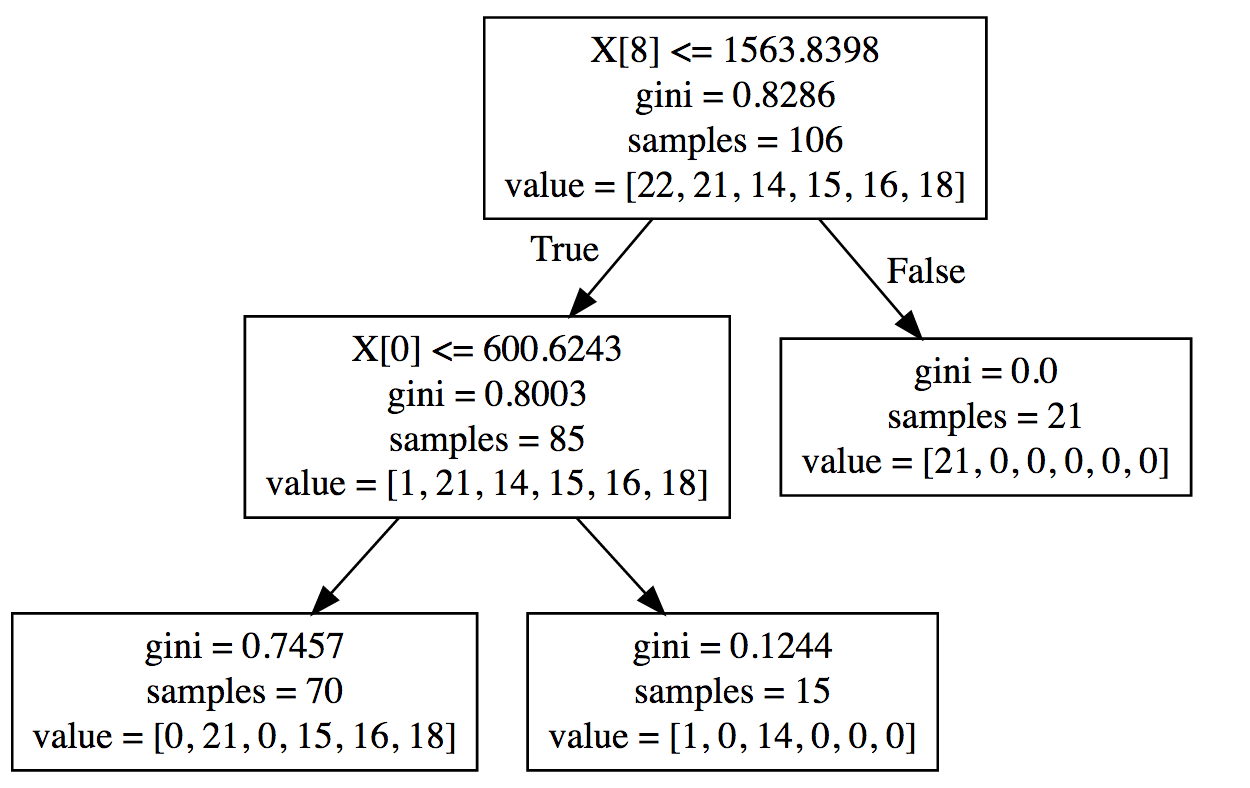 X[8] <= 1563.8398
gini = 0.8286
samples = 106
value = [22, 21, 14, 15, 16, 18]
True
False
X[0] <= 600.6243
gini = 0.8003
samples = 85
value = [1, 21, 14, 15, 16, 18]
gini = 0.0
samples = 21
value = [21, 0, 0, 0, 0, 0]
gini = 0.7457
samples = 70
value = [0, 21, 0, 15, 16, 18]
gini = 0.1244
samples = 15
value = [1, 0, 14, 0, 0, 0]